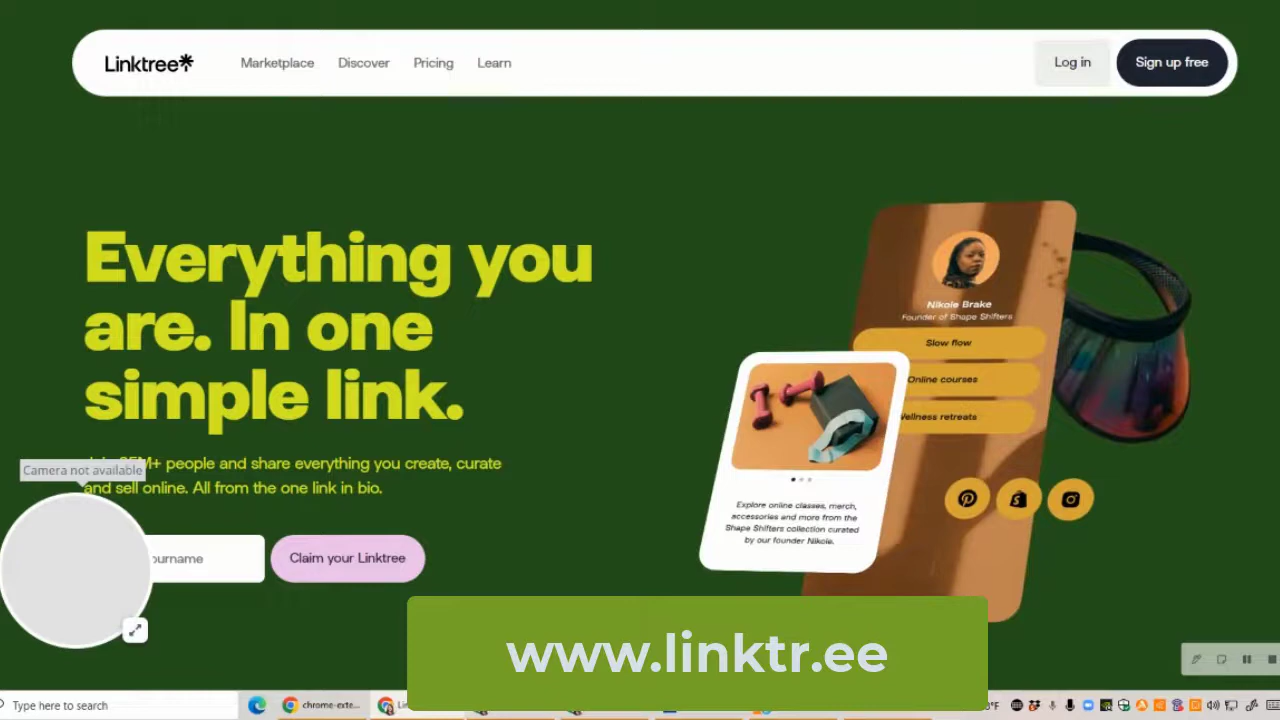 Linktree
Marketplace Discover Pricing Learn Log in Sign up free
Everything you
are. In one
simple link.
people and share everything you create, curate
and sell online. All from the one link in bio.
Camera not available
Claim your Linktree
Nikole Brake
Founder of Shape Shifters
Slow flow
Online courses
Wellness retreats
Explore online classes, merch,
accessories and more from the
Shape Shifters collection curated
by our founder Nikole.
www.linktr.ee
Type here to search
chrome-exte...